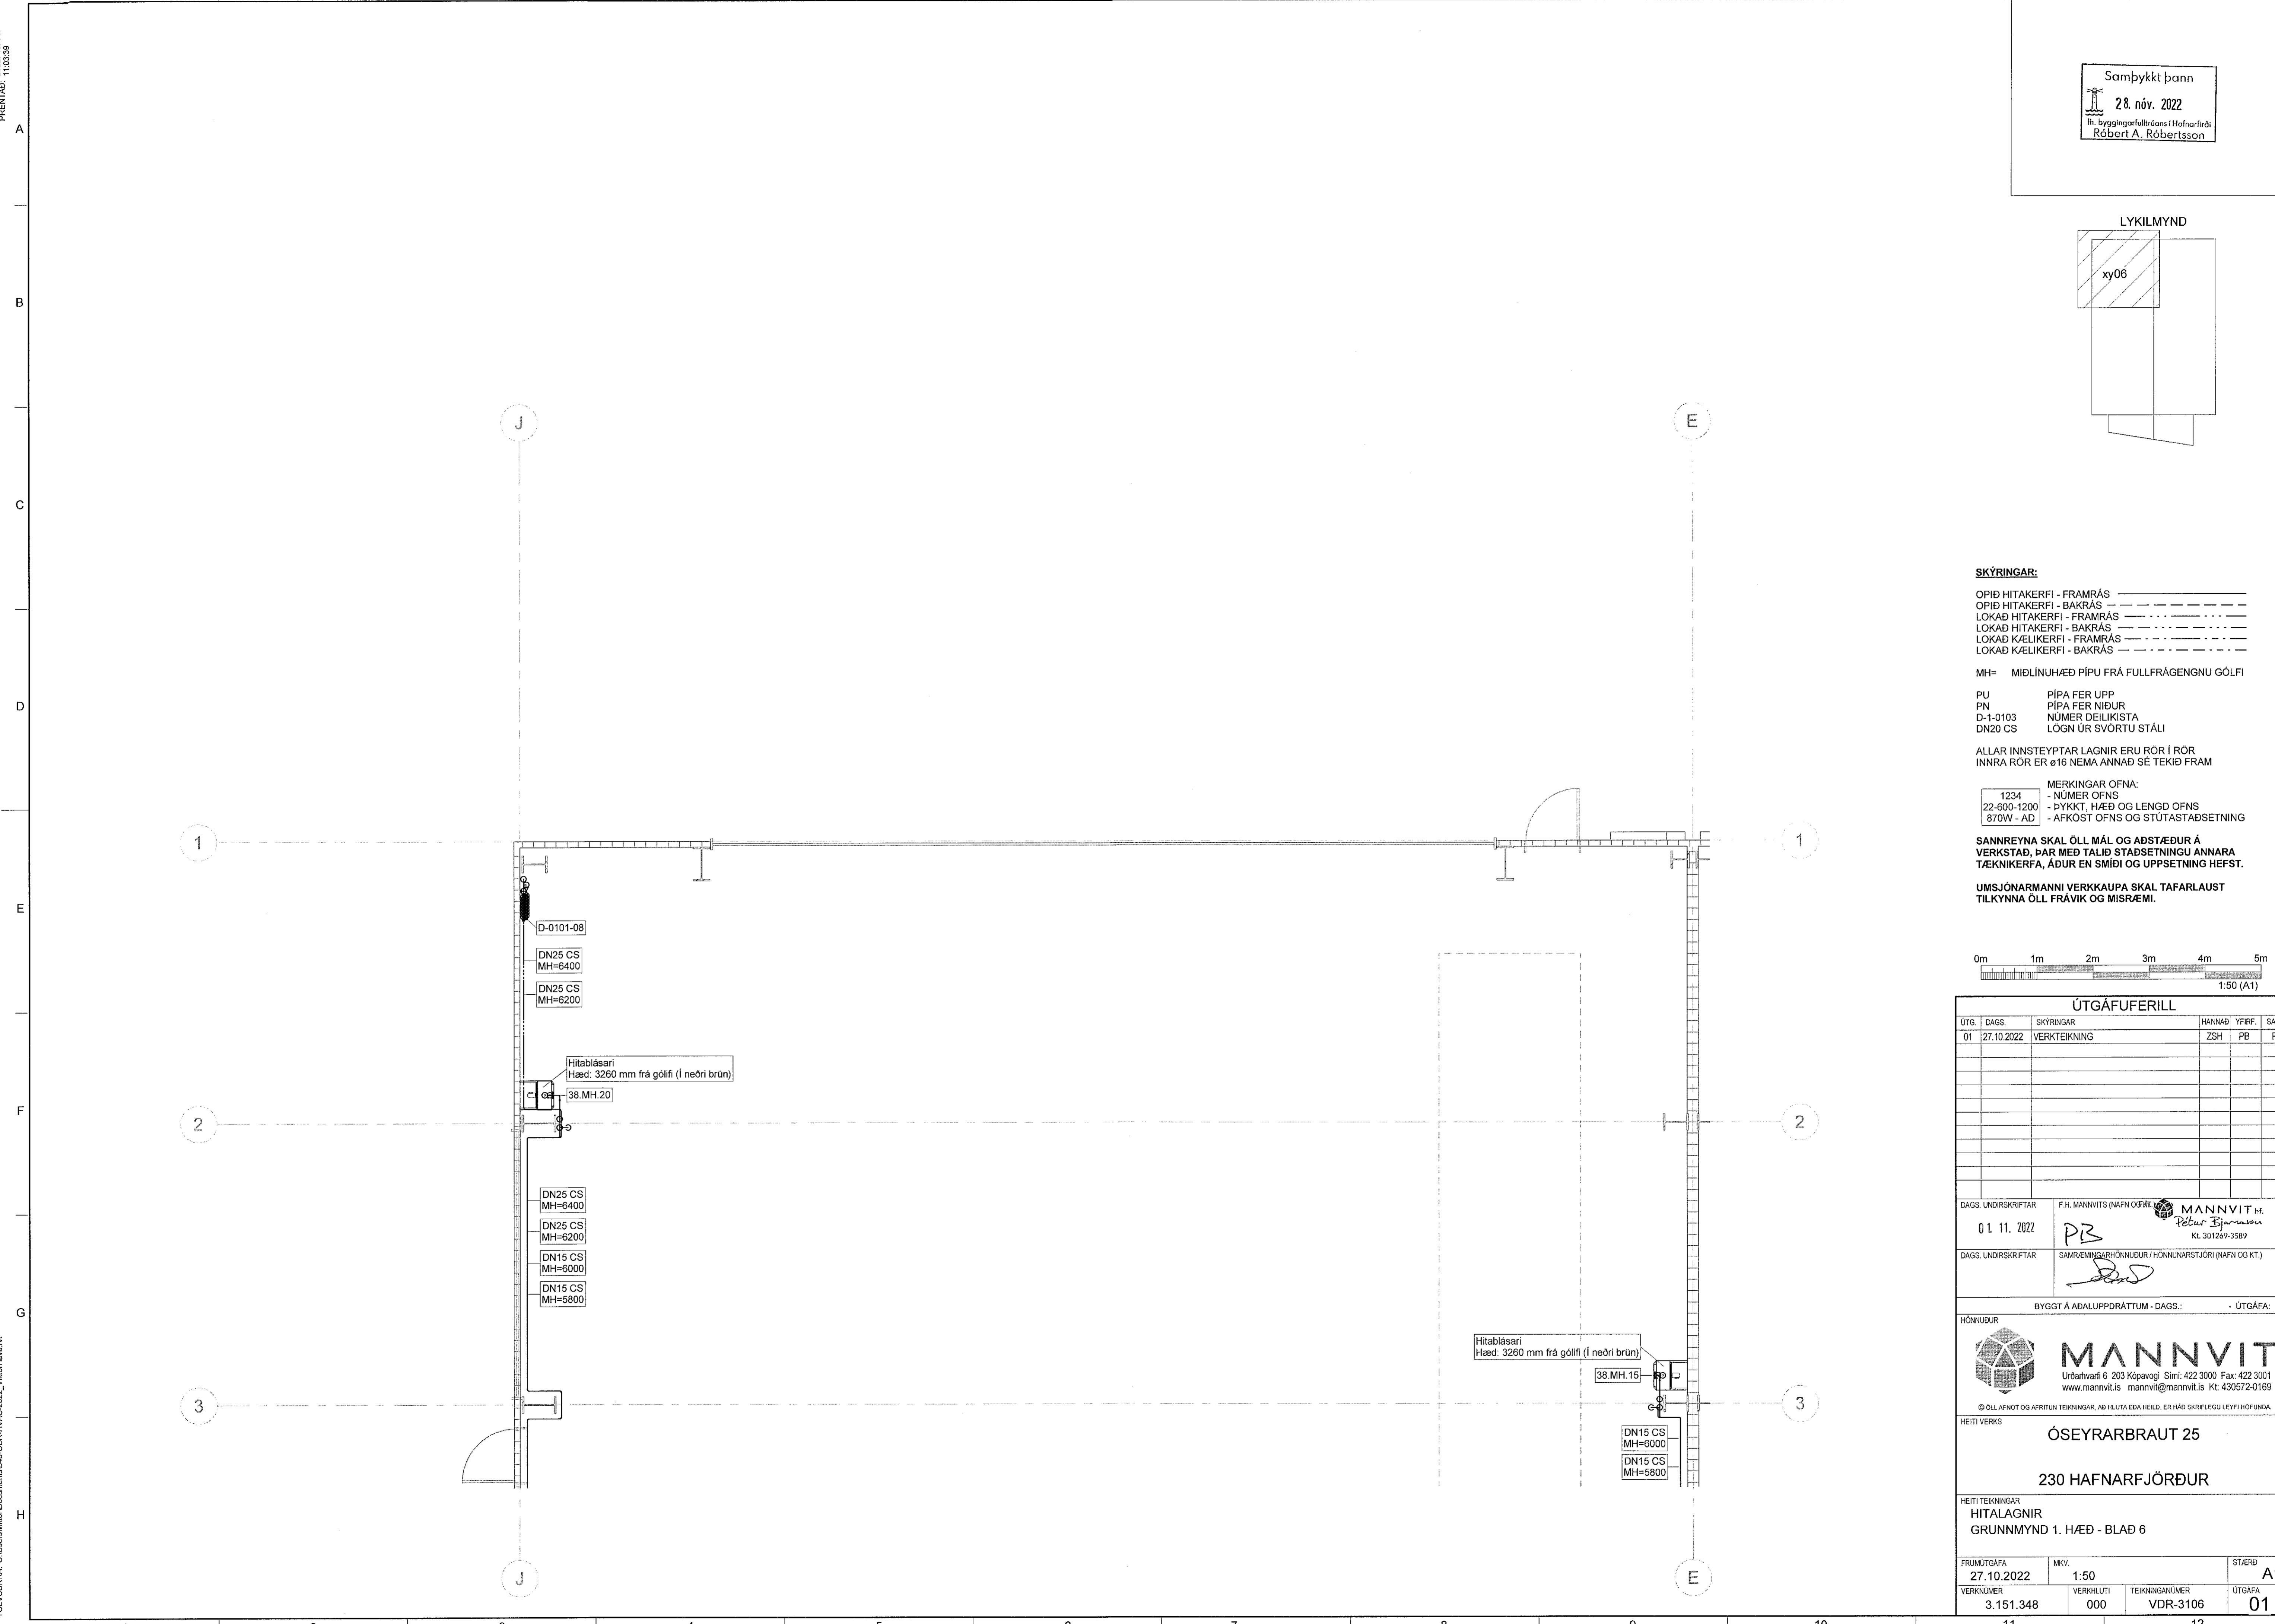 PRENTAÐ: 11:03:39
A
B
C
D
E
F
G
H
Samþykkt þann
28. nóv. 2022
fh. byggingarfulltrúans í Hafnarfirði
Róbert A. Róbertsson
LYKILMYND
xy06
J
E
1
1
2
2
3
3
J
E
D-0101-08
DN25 CS
MH=6400
DN25 CS
MH=6200
Hitablásari
Hæd: 3260 mm frá gólifi (Í neðri brún)
38.MH.20
DN25 CS
MH=6400
DN25 CS
MH=6200
DN15 CS
MH=6000
DN15 CS
MH=5800
Hitablásari
Hæd: 3260 mm frá gólifi (Í neðri brún)
38.MH.15
DN15 CS
MH=6000
DN15 CS
MH=5800
SKÝRINGAR:
OPIÐ HITAKERFI - FRAMRÁS
OPIÐ HITAKERFI - BAKRÁS
LOKAÐ HITAKERFI - FRAMRÁS
LOKAÐ HITAKERFI - BAKRÁS
LOKAÐ KÆLIKERFI - FRAMRÁS
LOKAÐ KÆLIKERFI - BAKRÁS
MH= MIÐLÍNUHÆÐ PÍPU FRÁ FULLFRÁGENGNU GÓLFI
PU PÍPA FER UPP
PN PÍPA FER NIÐUR
D-1-0103 NÚMER DEILIKISTA
DN20 CS LÖGN ÚR SVÖRTU STÁLI
ALLAR INNSTEYPTAR LAGNIR ERU RÖR Í RÖR
INNRA RÖR ER ø16 NEMA ANNAÐ SÉ TEKIÐ FRAM
MERKINGAR OFNA:
1234 - NÚMER OFNS
22-600-1200 - ÞYKKT, HÆÐ OG LENGD OFNS
870W - AD - AFKÖST OFNS OG STÚTASTAÐSETNING
SANNREYNA SKAL ÖLL MÁL OG AÐSTÆÐUR Á
VERKSTAÐ, ÞAR MEÐ TALIÐ STAÐSETNINGU ANNARA
TÆKNIKERFA, ÁÐUR EN SMÍÐI OG UPPSETNING HEFST.
UMSJÓNARMANNI VERKKAUPA SKAL TAFARLAUST
TILKYNNA ÖLL FRÁVIK OG MISRÆMI.
0m 1m 2m 3m 4m 5m
1:50 (A1)
ÚTGÁFUFERILL
ÚTG. DAGS. SKÝRINGAR HANNAÐ YFIRF.
01 27.10.2022 VERKTEIKNING ZSH PB
DAGS. UNDIRSKRIFTAR F.H. MANNVITS (NAFN OG KT.)
MANNVIT hf.
Pétur Bjarnason
Kt. 301269-3589
01. 11. 2022
PB
DAGS. UNDIRSKRIFTAR SAMRÆMINGARHÖNNUÐUR / HÖNNUNARSTJÓRI (NAFN OG KT.)
BYGGT Á AÐALUPPDRÁTTUM - DAGS.: - ÚTGÁFA:
HÖNNUÐUR
MANNVIT
Urðarhvarfi 6 203 Kópavogi Sími: 422 3000 Fax: 422 3001
www.mannvit.is mannvit@mannvit.is Kt: 430572-0169
© ÖLL AFNOT OG AFRITUN TEIKNINGAR, AÐ HLUTA EÐA HEILD, ER HÁÐ SKRIFLEGU LEYFI HÖFUNDA.
HEITI VERKS
ÓSEYRARBRAUT 25
230 HAFNARFJÖRÐUR
HEITI TEIKNINGAR
HITALAGNIR
GRUNNMYND 1. HÆÐ - BLAÐ 6
FRUMÚTGÁFA MKV. STÆRÐ
27.10.2022 1:50
VERKNÚMER VERKHLUTI TEIKNINGANÚMER ÚTGÁFA
3.151.348 000 VDR-3106 01